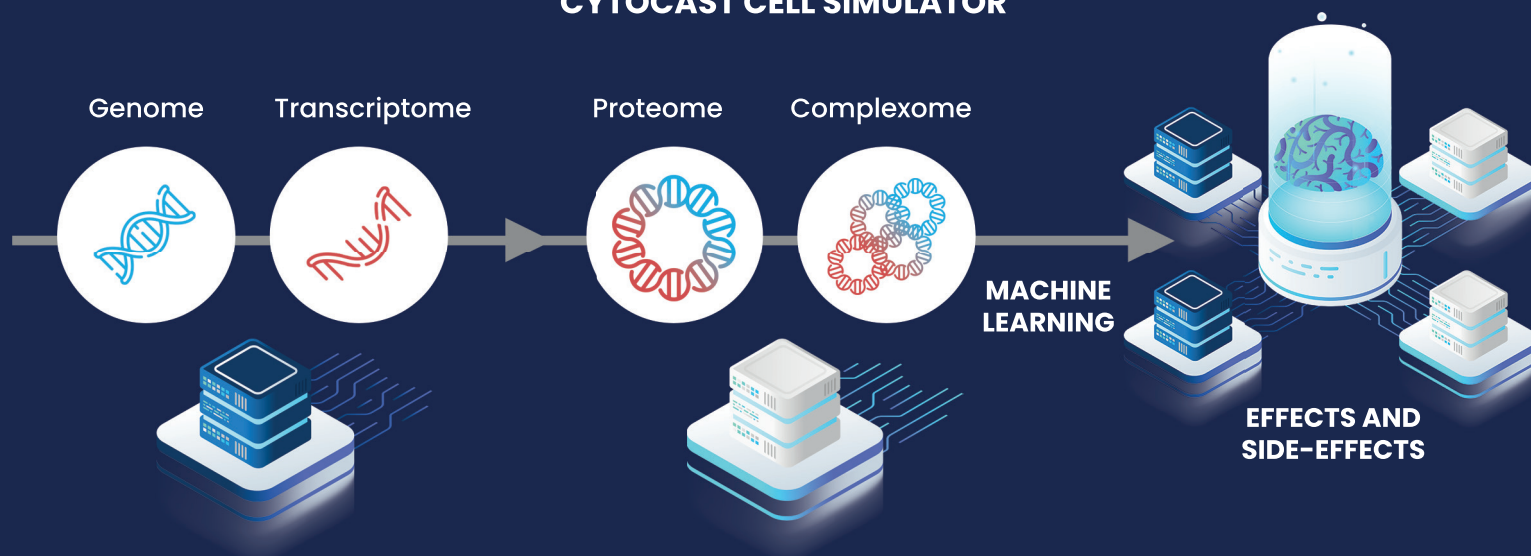 CYTOCAST CELL SIMULATOR
Genome
Transcriptome
Proteome
Complexome
MACHINE
LEARNING
EFFECTS AND
SIDE-EFFECTS